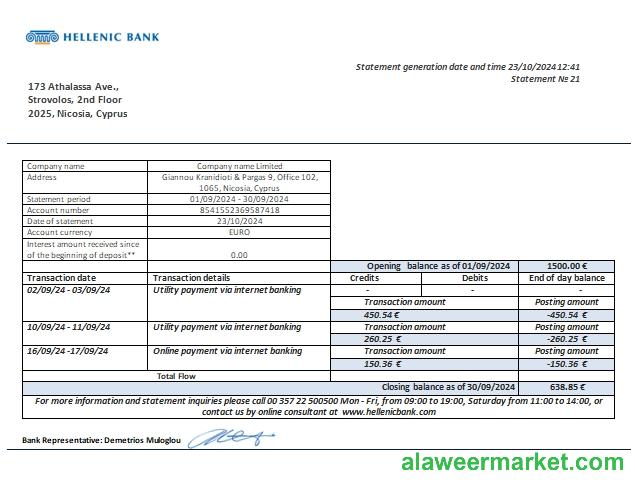 HELLENIC BANK
Statement generation date and time 23/10/202412:41
Statement № 21
173 Athalassa Ave.,
Strovolos, 2nd Floor
2025, Nicosia, Cyprus
Company name Company name Limited
Address Giannou Kranidioti & Pargas 9, Office 102,
1065, Nicosia, Cyprus
Statement period 01/09/2024 - 30/09/2024
Account number 8541552369587418
Date of statement 23/10/2024
Account currency EURO
Interest amount received since
of the beginning of deposit** 0.00
Opening balance as of 01/09/2024 1500.00 €
Transaction date Transaction details Credits Debits End of day balance
02/09/24 - 03/09/24 Utility payment via internet banking - - -
Transaction amount Posting amount
450.54 € -450.54 €
10/09/24 - 11/09/24 Utility payment via internet banking Transaction amount Posting amount
260.25 € -260.25 €
16/09/24 -17/09/24 Online payment via internet banking Transaction amount Posting amount
150.36 € -150.36 €
Total Flow
Closing balance as of 30/09/2024 638.85 €
For more information and statement inquiries please call 00 357 22 500500 Mon - Fri, from 09:00 to 19:00, Saturday from 11:00 to 14:00, or
contact us by online consultant at www.hellenicbank.com
Bank Representative: Demetrios Muloglou
alaweermarket.com